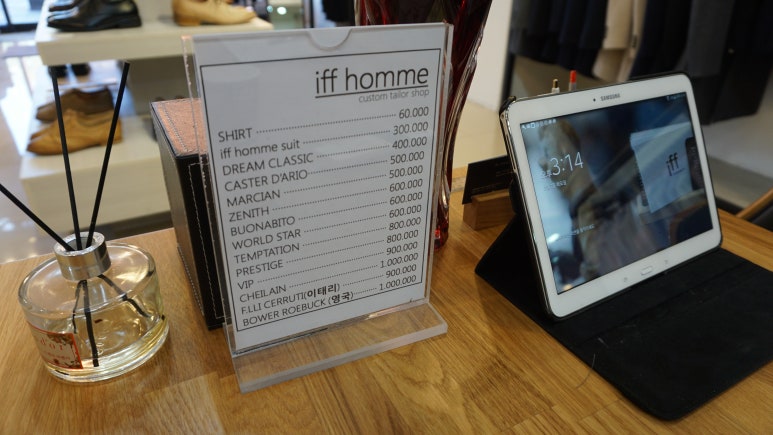 iff homme
custom tailor shop
SHIRT 60.000
iff homme suit 300.000
DREAM CLASSIC 400.000
CASTER D'ARIO 500.000
MARCIAN 500.000
ZENITH 600.000
BUONABITO 600.000
WORLD STAR 600.000
TEMPTATION 800.000
PRESTIGE 800.000
VIP 900.000
CHEILAIN 1.000.000
F.LLI CERRUTI(이태리) 900.000
BOWER ROEBUCK (영국) 1.000.000
SAMSUNG
오후 3:14
iff